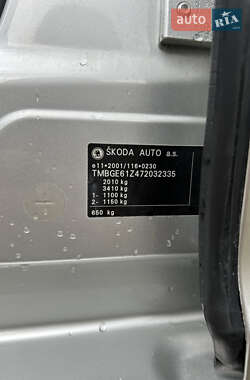 AUTO RIA
ŠKODA AUTO a.s.
e11*2001/116*0230
TMBGE61Z472032335
2010 kg
3410 kg
1- 1100 kg
2- 1150 kg
650 kg